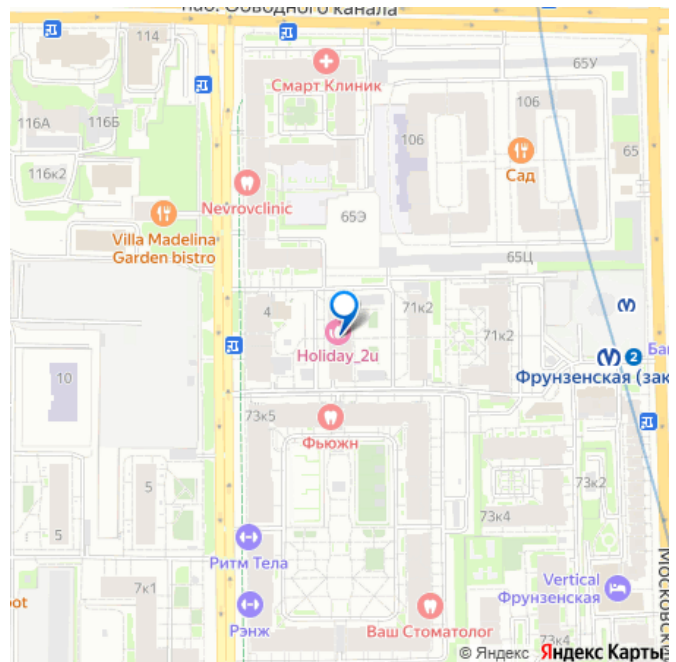 наб. Обводного канала
114
65У
Смарт Клиник
116А
116Б
106
106
Сад
65
116к2
Nevrovclinic
65Э
Villa Madelina
Garden bistro
65Ц
4
71к2
71к2
Holiday_2u
2
Фрунзенская (зак
10
73к5
Фьюжн
5
5
73к2
73к4
Ритм Тела
7к1
Vertical
Фрунзенская
Рэнж
Ваш Стоматолог
73к4
© Яндекс Яндекс Карты